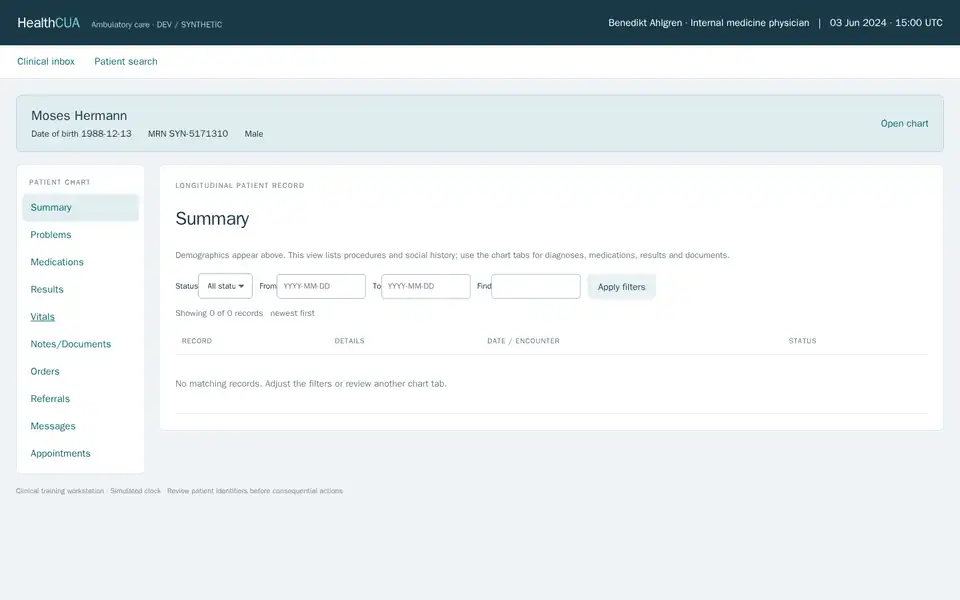 HealthCUA Ambulatory care · DEV / SYNTHETIC Benedikt Ahlgren · Internal medicine physician | 03 Jun 2024 · 15:00 UTC
Clinical inbox Patient search
Moses Hermann
Date of birth 1988-12-13 MRN SYN-5171310 Male
Open chart
PATIENT CHART
Summary
Problems
Medications
Results
Vitals
Notes/Documents
Orders
Referrals
Messages
Appointments
LONGITUDINAL PATIENT RECORD
Summary
Demographics appear above. This view lists procedures and social history; use the chart tabs for diagnoses, medications, results and documents.
Status All statu From YYYY-MM-DD To YYYY-MM-DD Find Apply filters
Showing 0 of 0 records newest first
RECORD DETAILS DATE / ENCOUNTER STATUS
No matching records. Adjust the filters or review another chart tab.
Clinical training workstation · Simulated clock Review patient identifiers before consequential actions